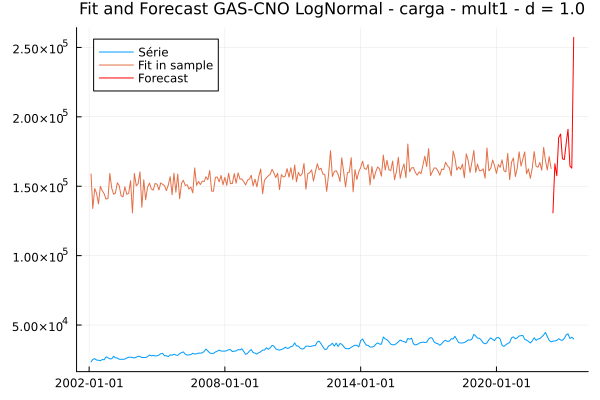 Fit and Forecast GAS-CNO LogNormal - carga - mult1 - d = 1.0
Série
Fit in sample
Forecast
2.50×10⁵
2.00×10⁵
1.50×10⁵
1.00×10⁵
5.00×10⁴
2002-01-01
2008-01-01
2014-01-01
2020-01-01